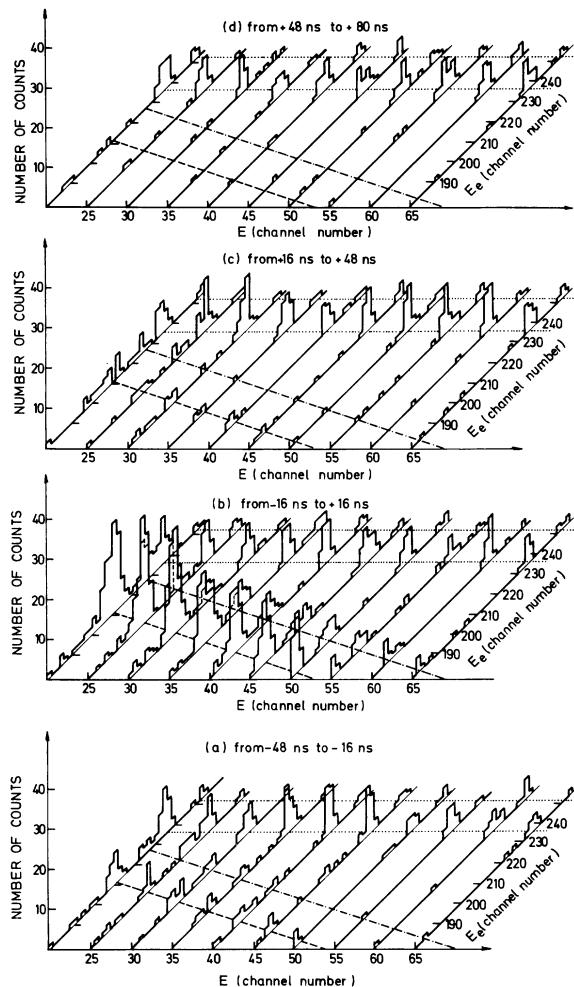 (d) from+48 ns to +80 ns
NUMBER OF COUNTS
40
30
20
10
25 30 35 40 45 50 55 60 65
E (channel number)
190 200 210 220 230 240
Ee (channel number)
(c) from+16 ns to +48 ns
NUMBER OF COUNTS
40
30
20
10
25 30 35 40 45 50 55 60 65
E (channel number)
190 200 210 220 230 240
Ee (channel number)
(b) from-16 ns to +16 ns
NUMBER OF COUNTS
40
30
20
10
25 30 35 40 45 50 55 60 65
E (channel number)
190 200 210 220 230 240
Ee (channel number)
(a) from-48 ns to -16 ns
NUMBER OF COUNTS
40
30
20
10
25 30 35 40 45 50 55 60 65
E (channel number)
190 200 210 220 230 240
Ee(channel number)